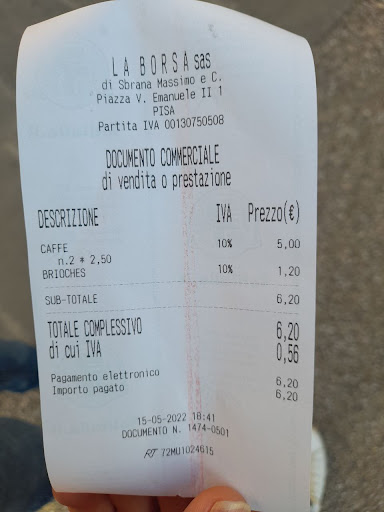 LA BORSA sas
di Sbrana Massimo e C.
Piazza V. Emanuele II 1
PISA
Partita IVA 00130750508
DOCUMENTO COMMERCIALE
di vendita o prestazione
DESCRIZIONE IVA Prezzo(€)
CAFFE 10% 5,00
n.2 * 2,50
BRIOCHES 10% 1,20
SUB-TOTALE 6,20
TOTALE COMPLESSIVO 6,20
di cui IVA 0,56
Pagamento elettronico 6,20
Importo pagato 6,20
15-05-2022 18:41
DOCUMENTO N. 1474-0501
RT 72MU1024615